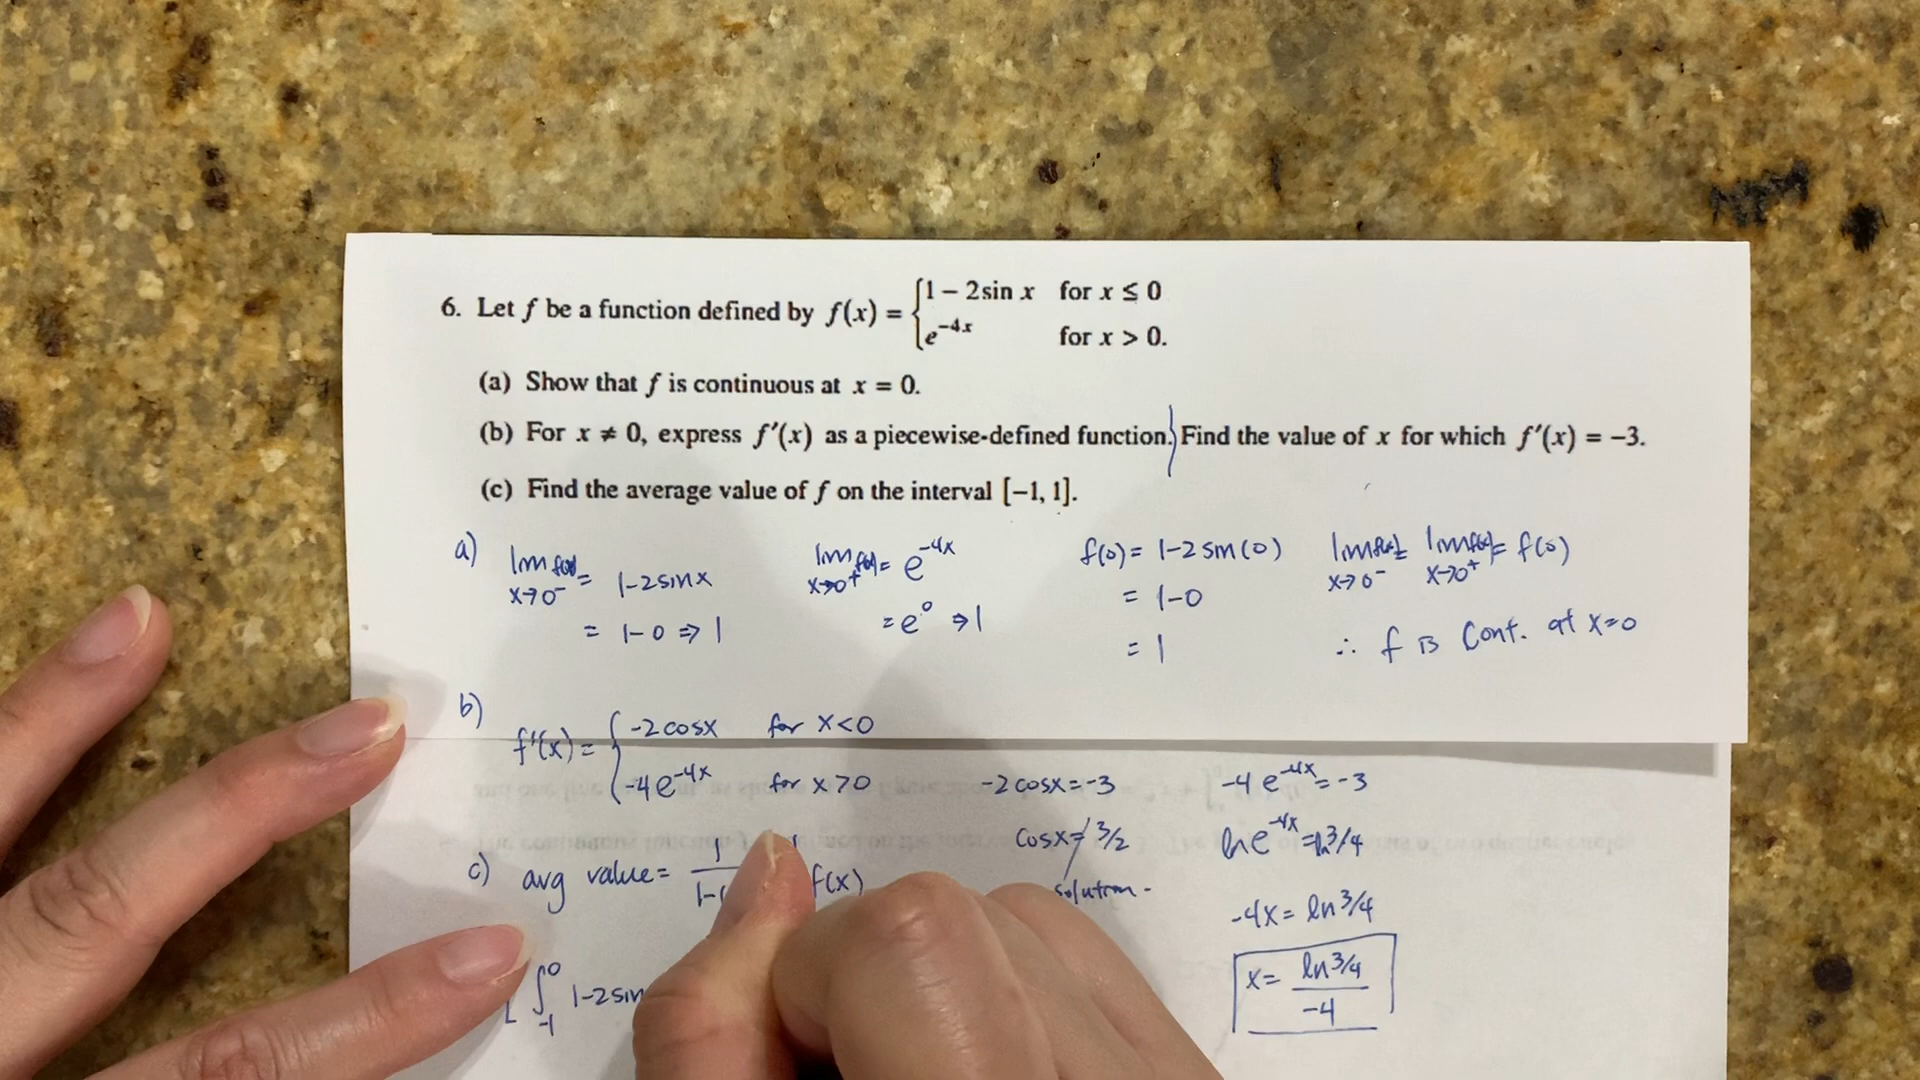 6. Let f be a function defined by f(x) = { 1 − 2sin x for x ≤ 0
e^-4x for x > 0.
(a) Show that f is continuous at x = 0.
(b) For x ≠ 0, express f′(x) as a piecewise-defined function. Find the value of x for which f′(x) = −3.
(c) Find the average value of f on the interval [−1, 1].
a) lim f(x) = 1-2sinx
x→0⁻
= 1-0 ⇒ 1
lim f(x) = e^-4x
x→0⁺
= e⁰ ⇒ 1
f(0) = 1-2sin(0)
= 1-0
= 1
lim f(x) = lim f(x) = f(0)
x→0⁻ x→0⁺
∴ f is cont. at x=0
b) f'(x) = { -2cosx for x<0
-4e^-4x for x>0
-2cosx = -3
cosx ≠ 3/2
solution -
-4e^-4x = -3
ln e^-4x = ln 3/4
-4x = ln 3/4
x = ln 3/4
-4
c) avg value = 1
1-( f(x)
∫ 0
-1 1-2sin